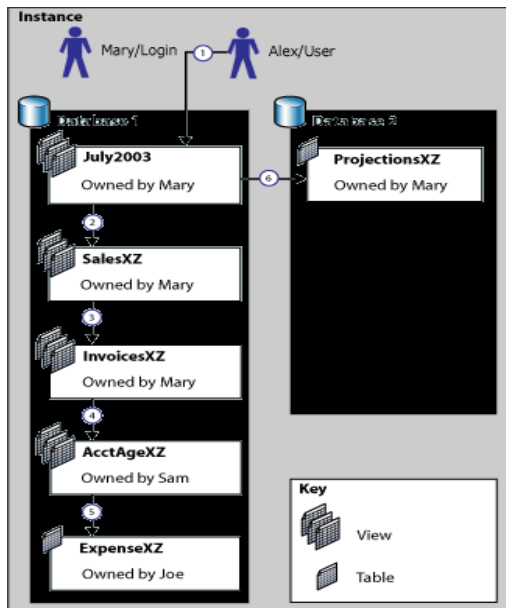 Instance
Mary/Login
1
Alex/User
Database 1
Database 2
July2003
Owned by Mary
6
ProjectionsXZ
Owned by Mary
2
SalesXZ
Owned by Mary
3
InvoicesXZ
Owned by Mary
4
AcctAgeXZ
Owned by Sam
5
ExpenseXZ
Owned by Joe
Key
View
Table